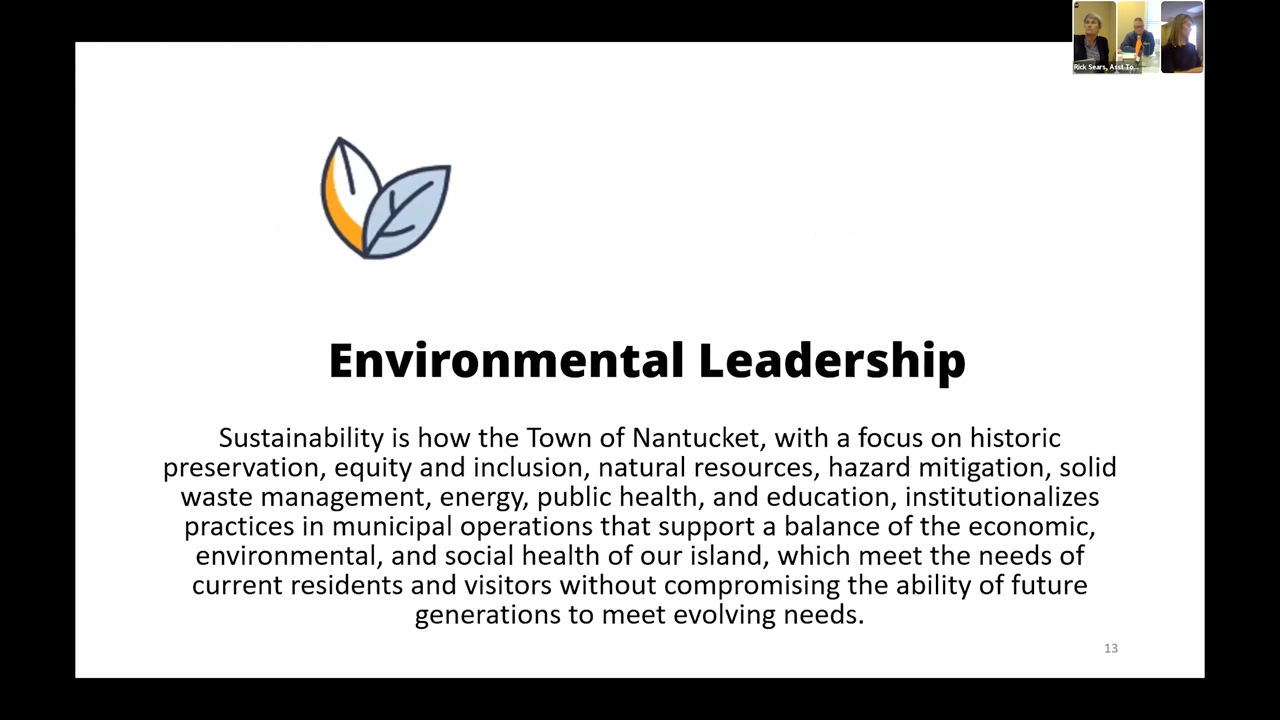 Rick Sears, Asst To...
Environmental Leadership
Sustainability is how the Town of Nantucket, with a focus on historic
preservation, equity and inclusion, natural resources, hazard mitigation, solid
waste management, energy, public health, and education, institutionalizes
practices in municipal operations that support a balance of the economic,
environmental, and social health of our island, which meet the needs of
current residents and visitors without compromising the ability of future
generations to meet evolving needs.
13